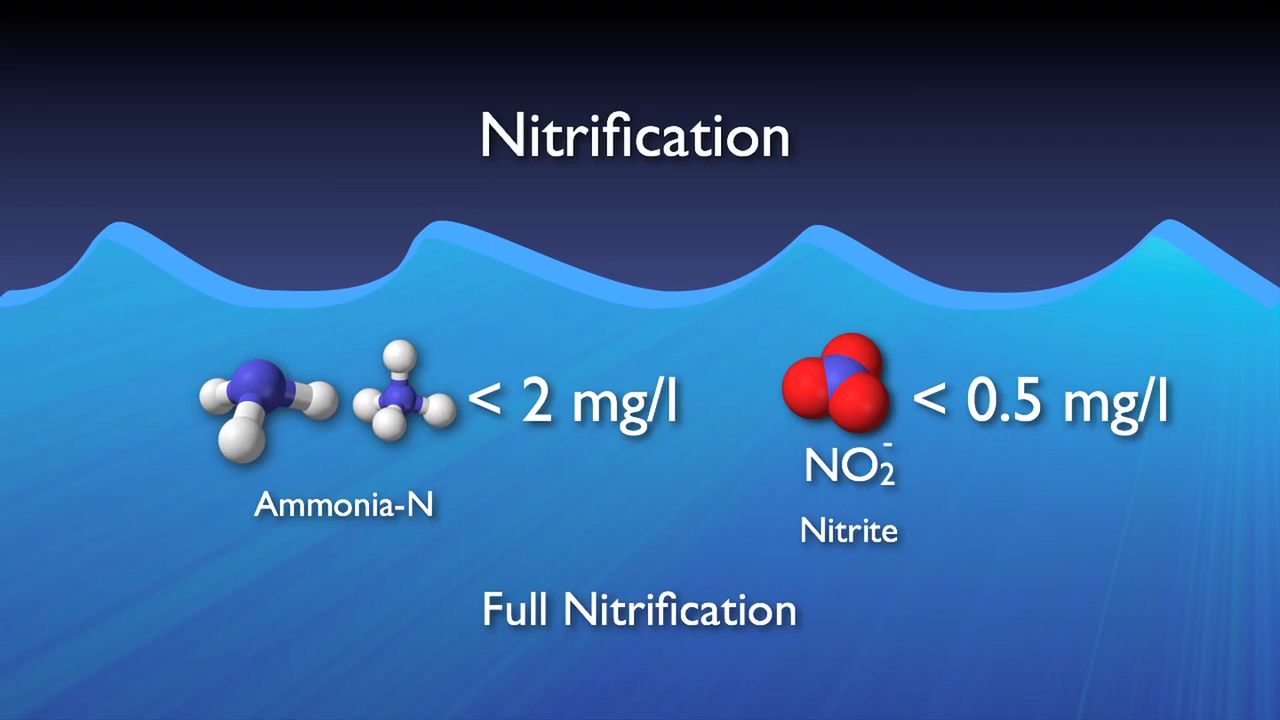 Nitrification
< 2 mg/l
< 0.5 mg/l
NO₂⁻
Ammonia-N
Nitrite
Full Nitrification